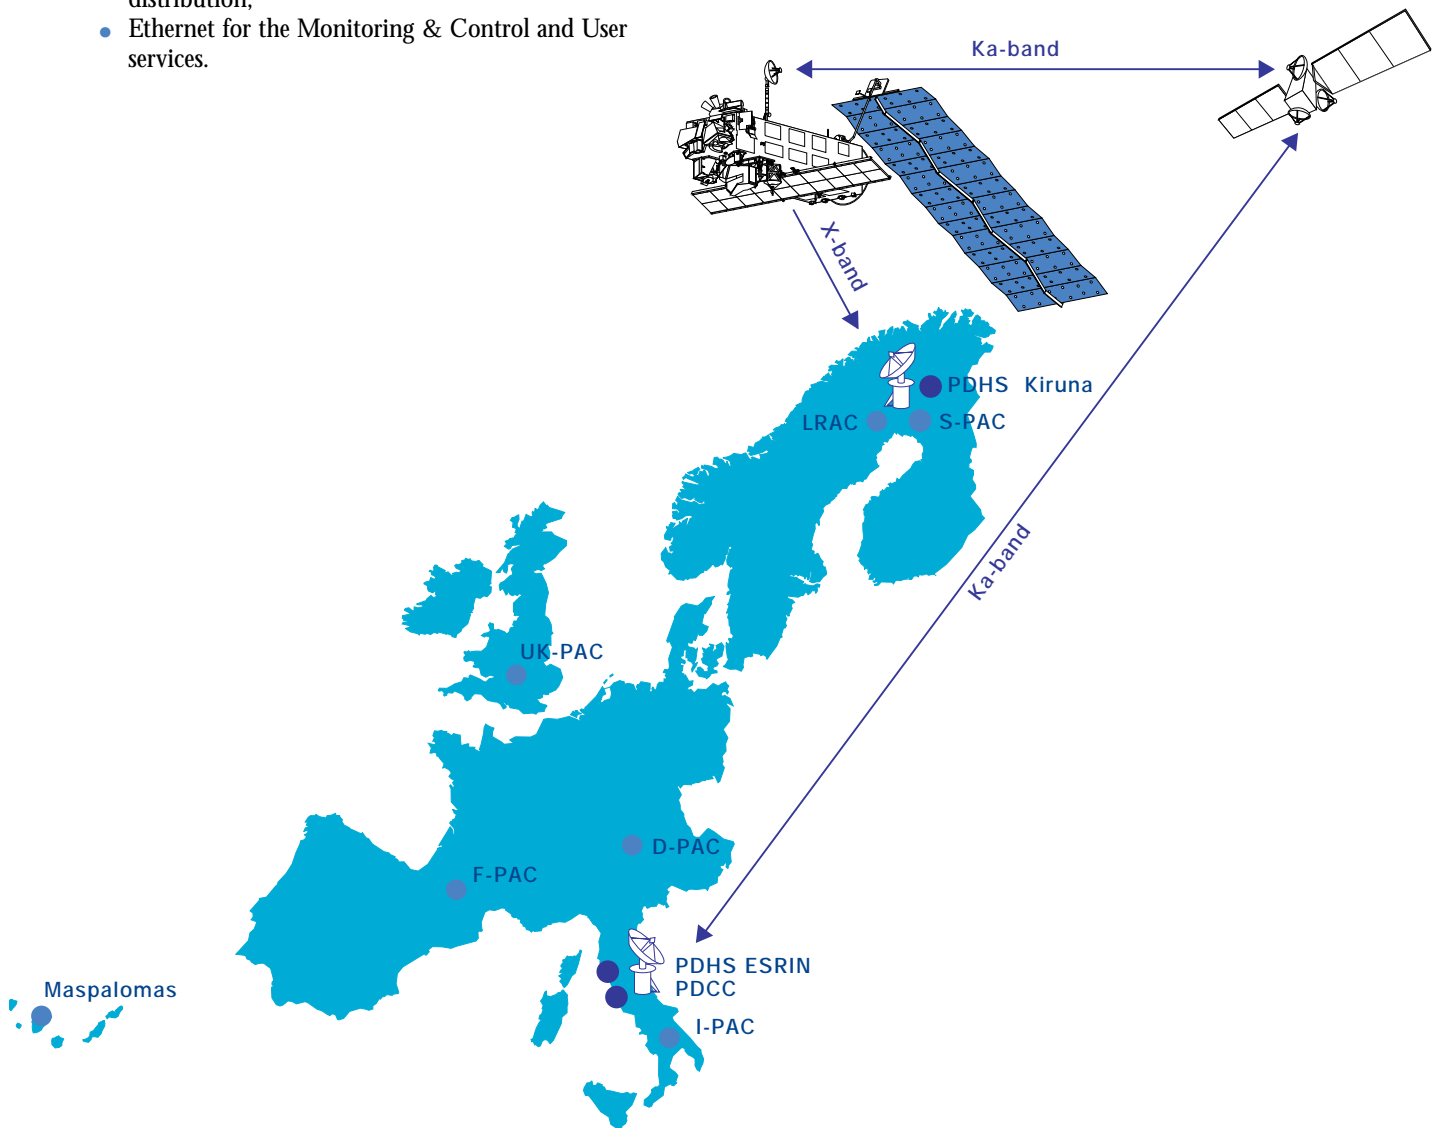 distribution;
Ethernet for the Monitoring & Control and User
services.
Ka-band
X-band
PDHS Kiruna
LRAC
S-PAC
Ka-band
UK-PAC
D-PAC
F-PAC
PDHS ESRIN
PDCC
Maspalomas
I-PAC